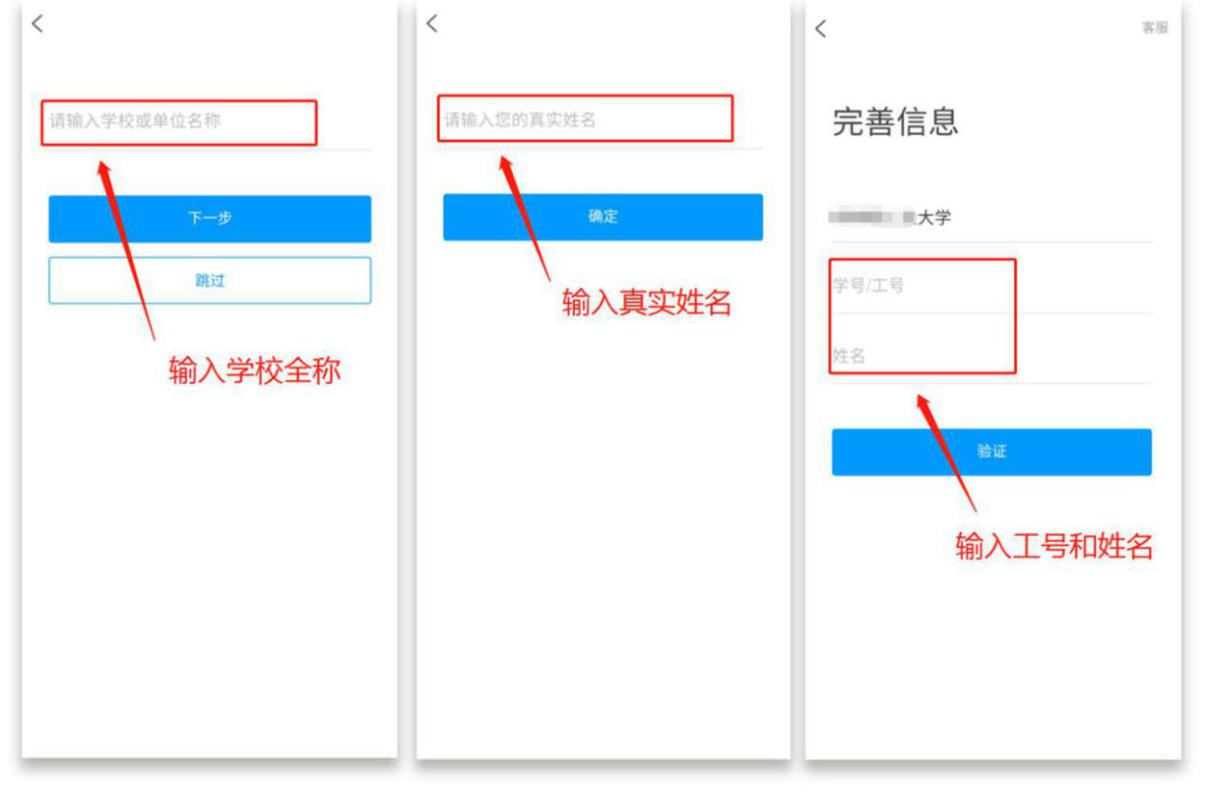 请输入学校或单位名称
下一步
跳过
输入学校全称
请输入您的真实姓名
确定
输入真实姓名
客服
完善信息
大学
学号/工号
姓名
验证
输入工号和姓名